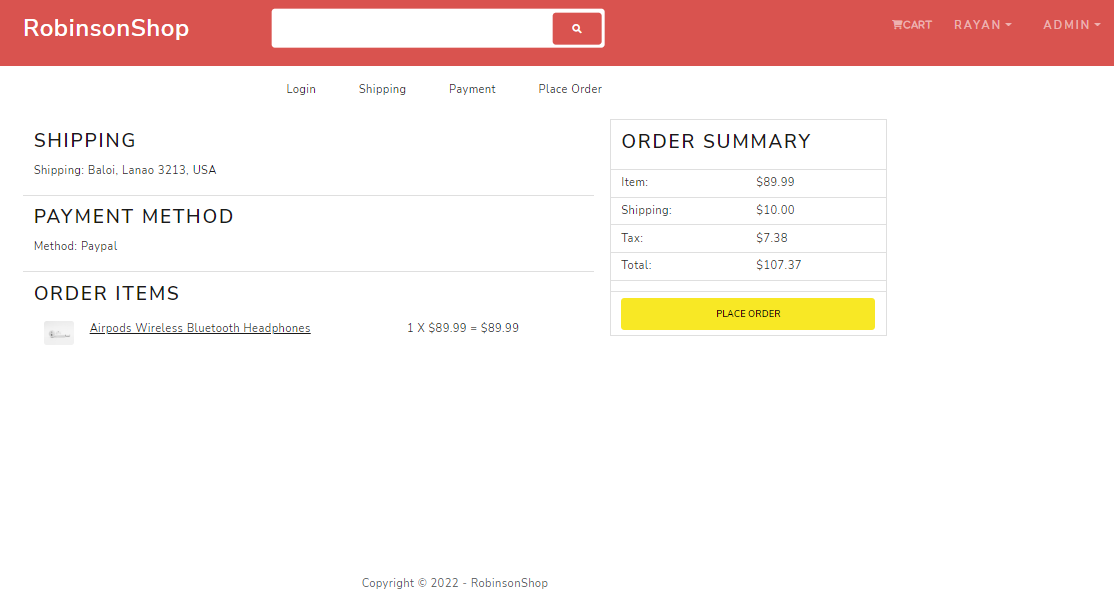 RobinsonShop
CART
RAYAN
ADMIN
Login
Shipping
Payment
Place Order
SHIPPING
Shipping: Baloi, Lanao 3213, USA
PAYMENT METHOD
Method: Paypal
ORDER ITEMS
Airpods Wireless Bluetooth Headphones
1 X $89.99 = $89.99
ORDER SUMMARY
Item: $89.99
Shipping: $10.00
Tax: $7.38
Total: $107.37
PLACE ORDER
Copyright © 2022 - RobinsonShop